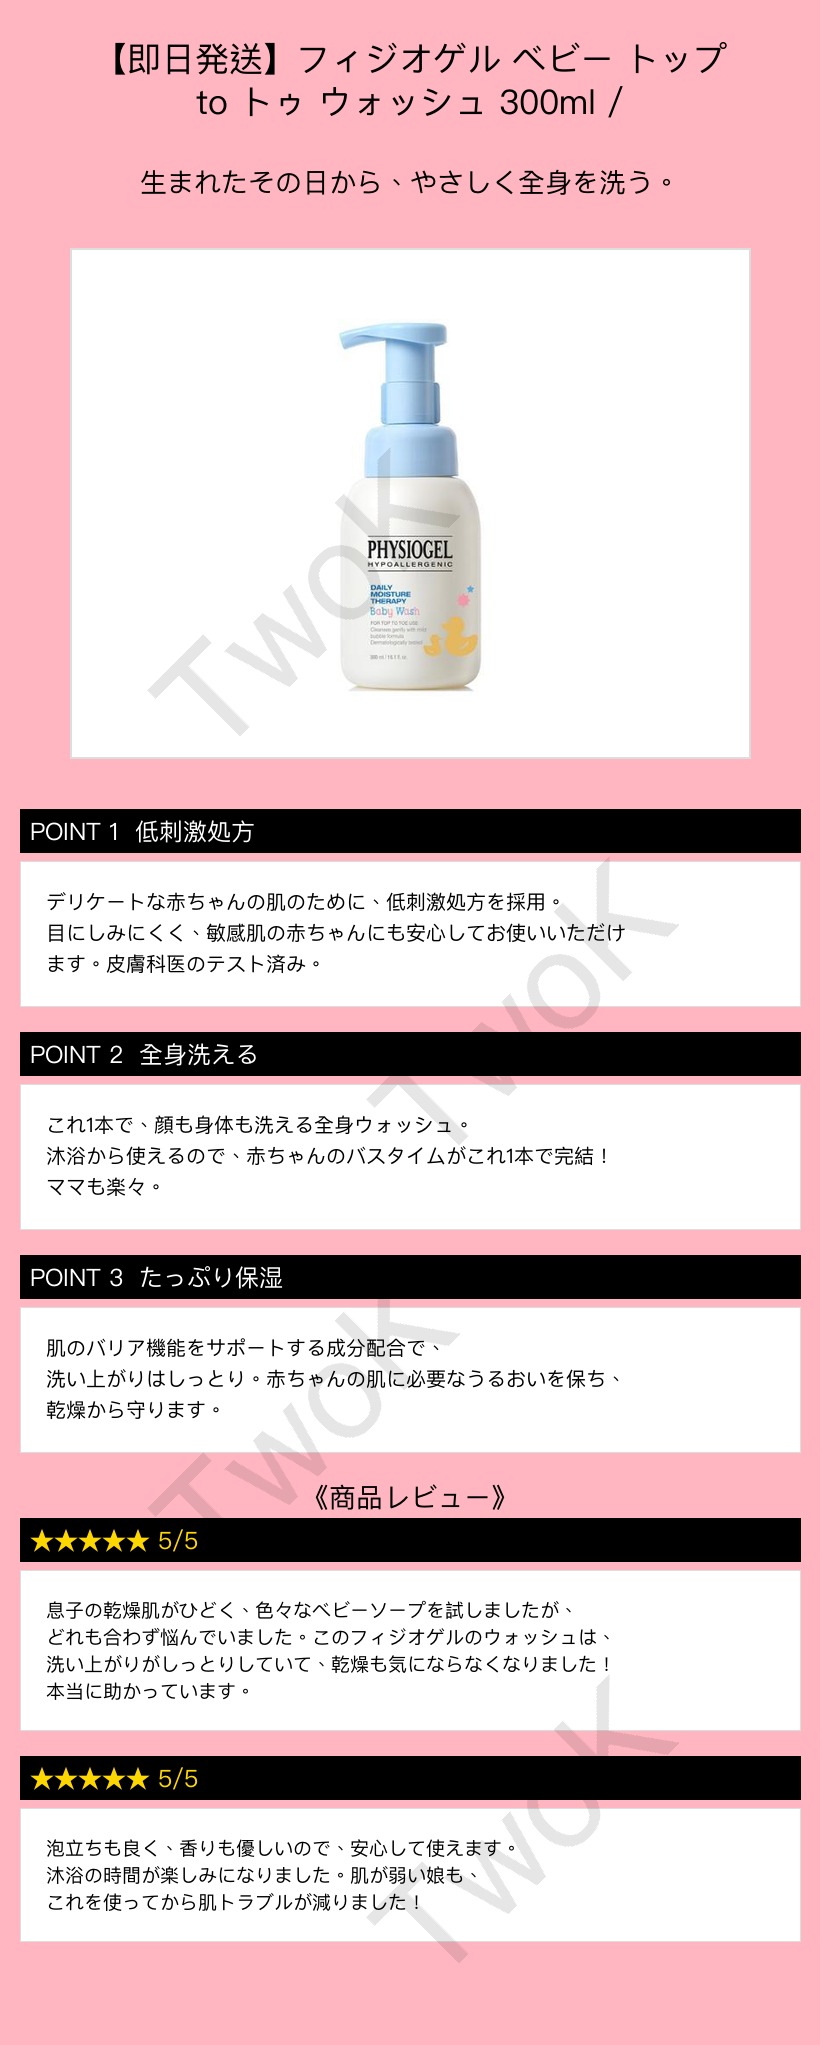 【即日発送】フィジオゲル ベビー トップ
to トゥ ウォッシュ 300ml /
生まれたその日から、やさしく全身を洗う。
PHYSIOGEL
HYPOALLERGENIC
DAILY
MOISTURE
THERAPY
Baby Wash
FOR TOP TO TOE USE
Cleanses gently with mild
bubble formula
Dermatologically tested
TwoK
POINT 1 低刺激処方
デリケートな赤ちゃんの肌のために、低刺激処方を採用。
目にしみにくく、敏感肌の赤ちゃんにも安心してお使いいただけ
ます。皮膚科医のテスト済み。
TwoK
POINT 2 全身洗える
これ1本で、顔も身体も洗える全身ウォッシュ。
沐浴から使えるので、赤ちゃんのバスタイムがこれ1本で完結！
ママも楽々。
POINT 3 たっぷり保湿
肌のバリア機能をサポートする成分配合で、
洗い上がりはしっとり。赤ちゃんの肌に必要なうるおいを保ち、
乾燥から守ります。
TwoK
《商品レビュー》
★★★★★ 5/5
息子の乾燥肌がひどく、色々なベビーソープを試しましたが、
どれも合わず悩んでいました。このフィジオゲルのウォッシュは、
洗い上がりがしっとりしていて、乾燥も気にならなくなりました！
本当に助かっています。
★★★★★ 5/5
泡立ちも良く、香りも優しいので、安心して使えます。
沐浴の時間が楽しみになりました。肌が弱い娘も、
これを使ってから肌トラブルが減りました！
TwoK